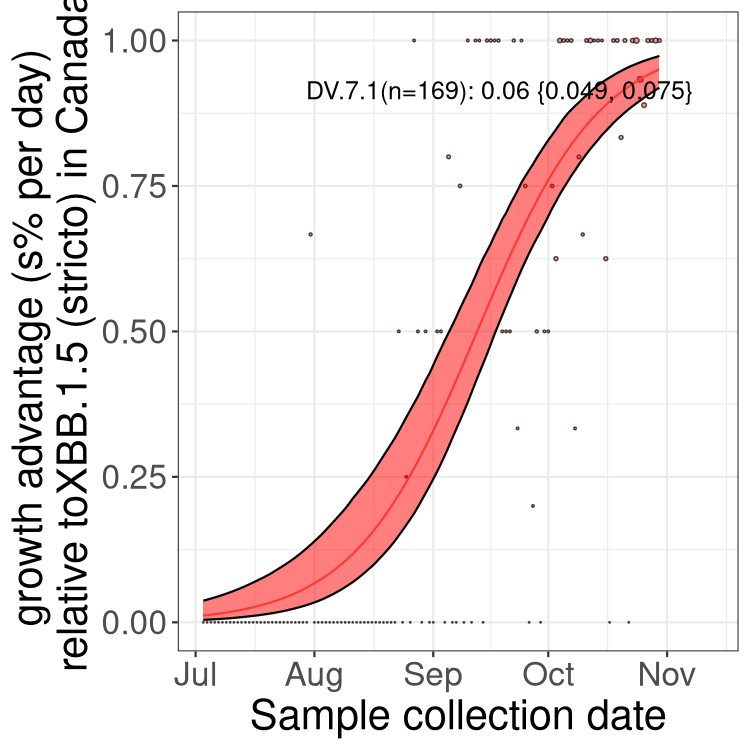 growth advantage (s% per day)
relative toXBB.1.5 (stricto) in Canada
1.00
0.75
0.50
0.25
0.00
DV.7.1(n=169): 0.06 {0.049, 0.075}
Jul Aug Sep Oct Nov
Sample collection date